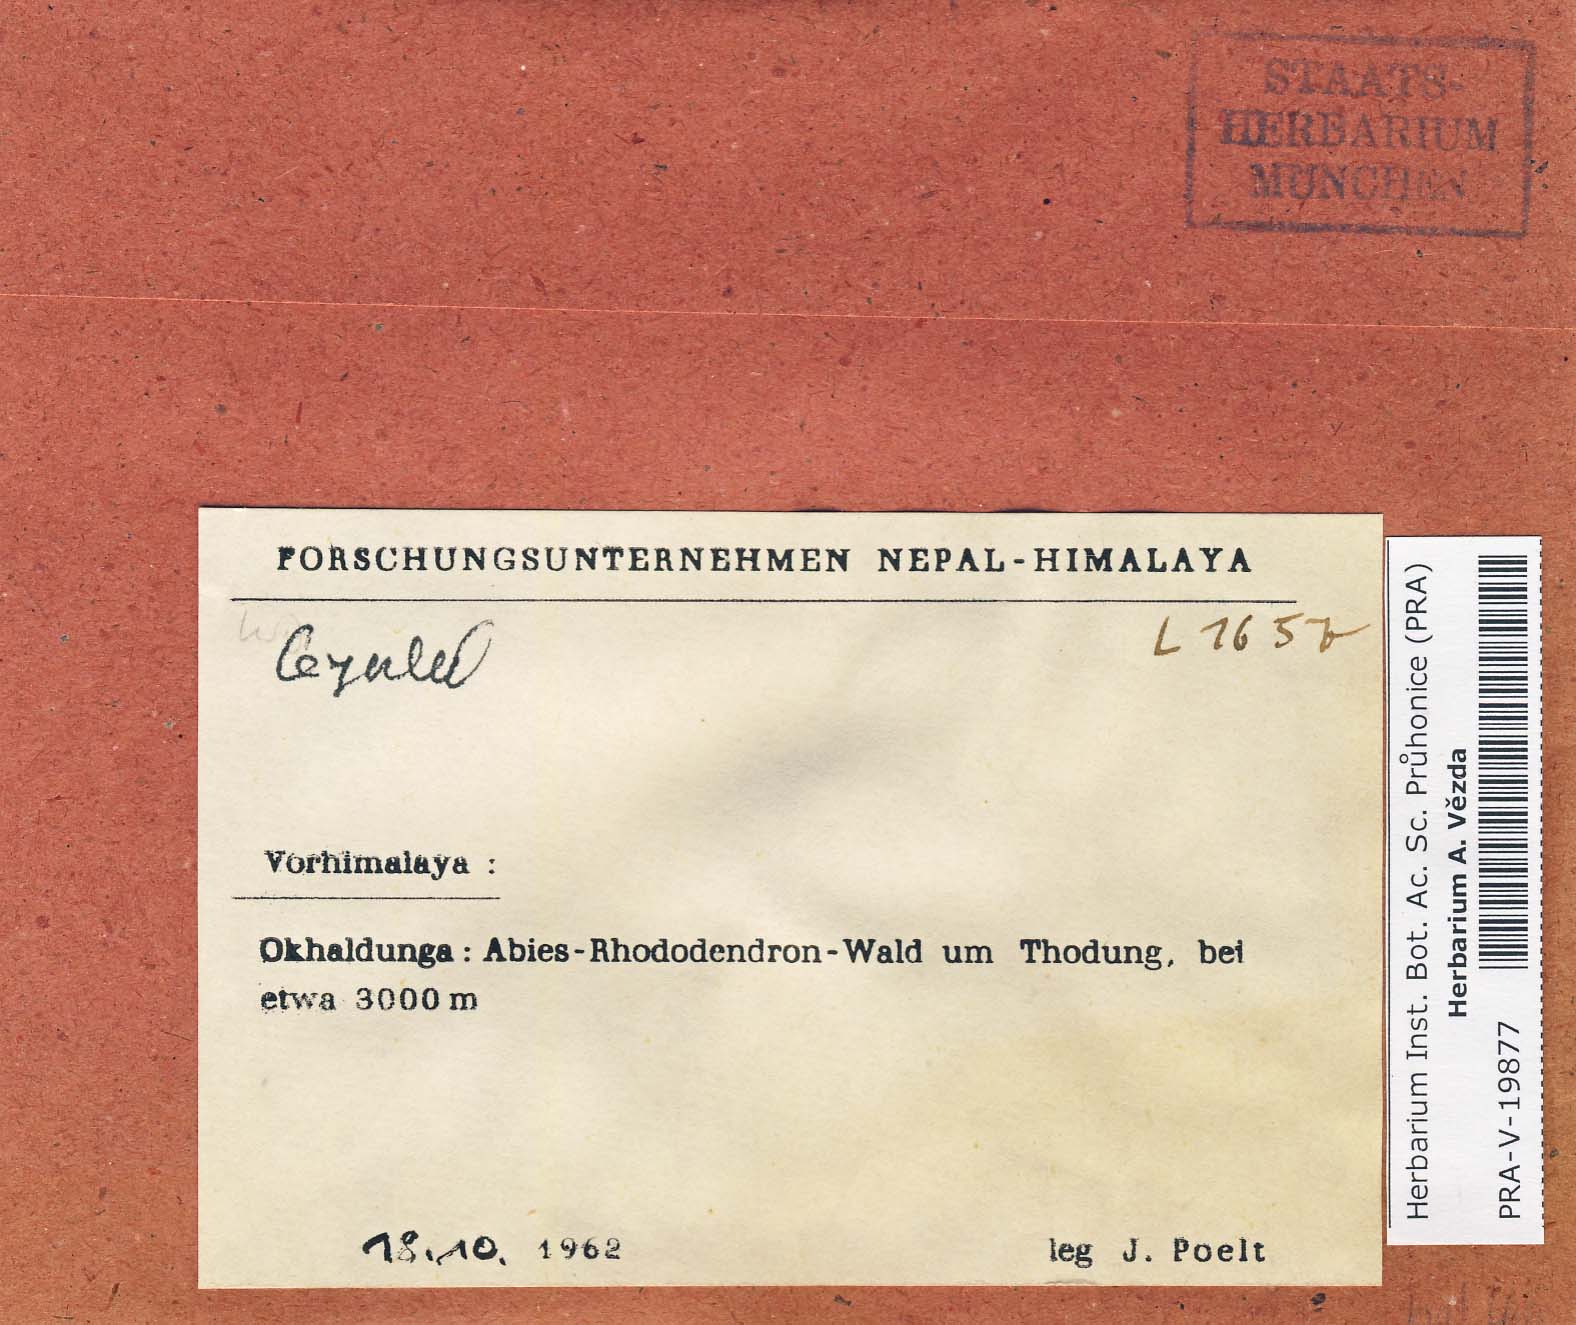 STAATS-
HERBARIUM
MÜNCHEN
FORSCHUNGSUNTERNEHMEN NEPAL-HIMALAYA
L 165b
Vorhimalaya :
Okhaldunga: Abies-Rhododendron-Wald um Thodung, bei
etwa 3000 m
18.10. 1962
leg J. Poelt
Herbarium Inst. Bot. Ac. Sc. Průhonice (PRA)
Herbarium A. Vězda
PRA-V-19877